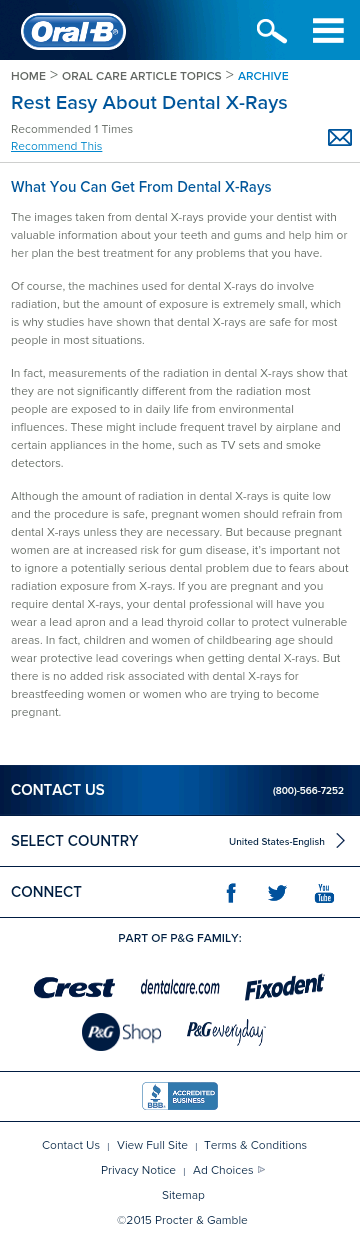 Oral-B®
HOME > ORAL CARE ARTICLE TOPICS > ARCHIVE
Rest Easy About Dental X-Rays
Recommended 1 Times
Recommend This
What You Can Get From Dental X-Rays
The images taken from dental X-rays provide your dentist with
valuable information about your teeth and gums and help him or
her plan the best treatment for any problems that you have.
Of course, the machines used for dental X-rays do involve
radiation, but the amount of exposure is extremely small, which
is why studies have shown that dental X-rays are safe for most
people in most situations.
In fact, measurements of the radiation in dental X-rays show that
they are not significantly different from the radiation most
people are exposed to in daily life from environmental
influences. These might include frequent travel by airplane and
certain appliances in the home, such as TV sets and smoke
detectors.
Although the amount of radiation in dental X-rays is quite low
and the procedure is safe, pregnant women should refrain from
dental X-rays unless they are necessary. But because pregnant
women are at increased risk for gum disease, it's important not
to ignore a potentially serious dental problem due to fears about
radiation exposure from X-rays. If you are pregnant and you
require dental X-rays, your dental professional will have you
wear a lead apron and a lead thyroid collar to protect vulnerable
areas. In fact, children and women of childbearing age should
wear protective lead coverings when getting dental X-rays. But
there is no added risk associated with dental X-rays for
breastfeeding women or women who are trying to become
pregnant.
CONTACT US (800)-566-7252
SELECT COUNTRY United States-English
CONNECT You Tube
PART OF P&G FAMILY:
Crest dentalcare.com Fixodent
P&G Shop P&G everyday
BBB. ACCREDITED BUSINESS
Contact Us | View Full Site | Terms & Conditions
Privacy Notice | Ad Choices
Sitemap
©2015 Procter & Gamble